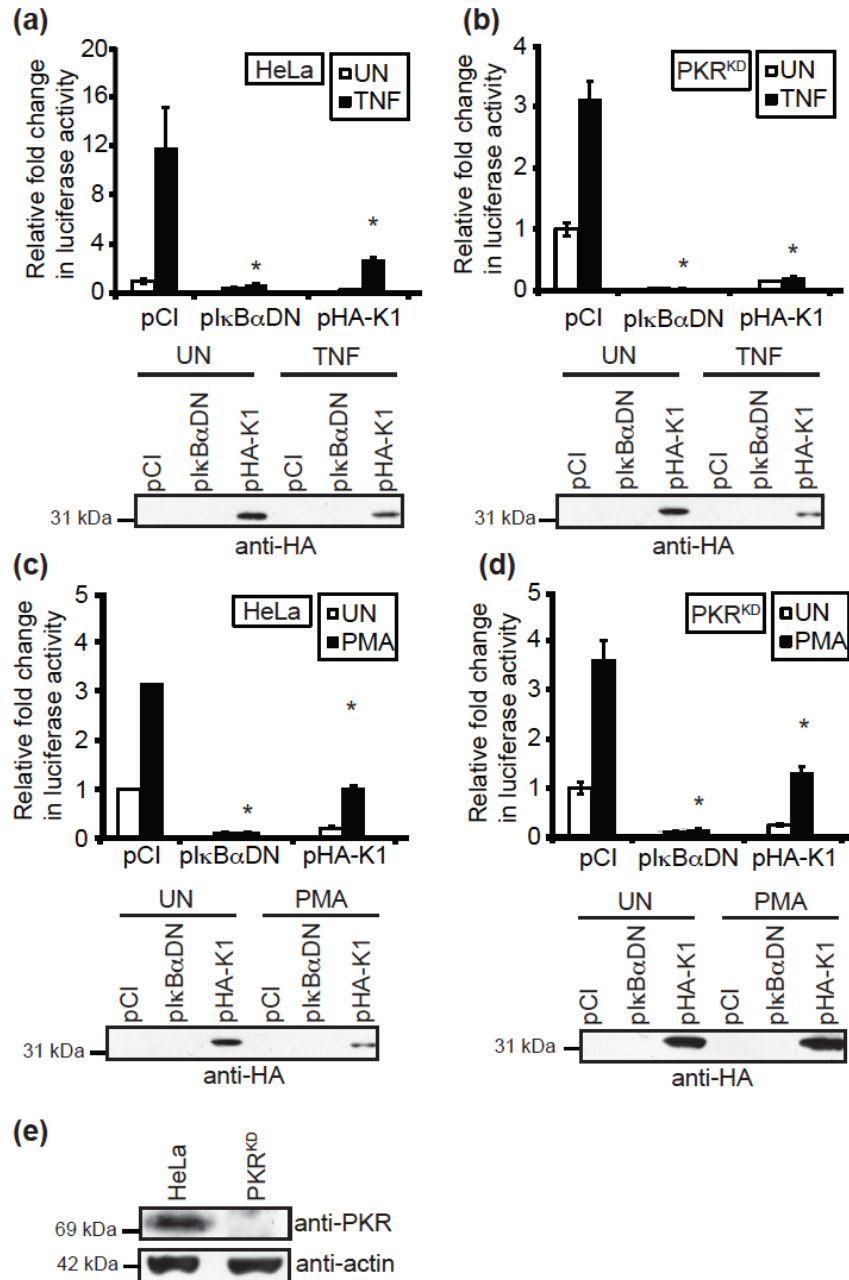 (a)
20
16
12
8
4
0
Relative fold change
in luciferase activity
HeLa
UN
TNF
*
*
pCI
pIκBαDN
pHA-K1
UN
TNF
pCI
pIκBαDN
pHA-K1
pCI
pIκBαDN
pHA-K1
31 kDa
anti-HA
(b)
4
3
2
1
0
Relative fold change
in luciferase activity
PKRᴷᴰ
UN
TNF
*
*
pCI
pIκBαDN
pHA-K1
UN
TNF
pCI
pIκBαDN
pHA-K1
pCI
pIκBαDN
pHA-K1
31 kDa
anti-HA
(c)
5
4
3
2
1
0
Relative fold change
in luciferase activity
HeLa
UN
PMA
*
*
pCI
pIκBαDN
pHA-K1
UN
PMA
pCI
pIκBαDN
pHA-K1
pCI
pIκBαDN
pHA-K1
31 kDa
anti-HA
(d)
5
4
3
2
1
0
Relative fold change
in luciferase activity
PKRᴷᴰ
UN
PMA
*
*
pCI
pIκBαDN
pHA-K1
UN
PMA
pCI
pIκBαDN
pHA-K1
pCI
pIκBαDN
pHA-K1
31 kDa
anti-HA
(e)
HeLa
PKRᴷᴰ
69 kDa
anti-PKR
42 kDa
anti-actin